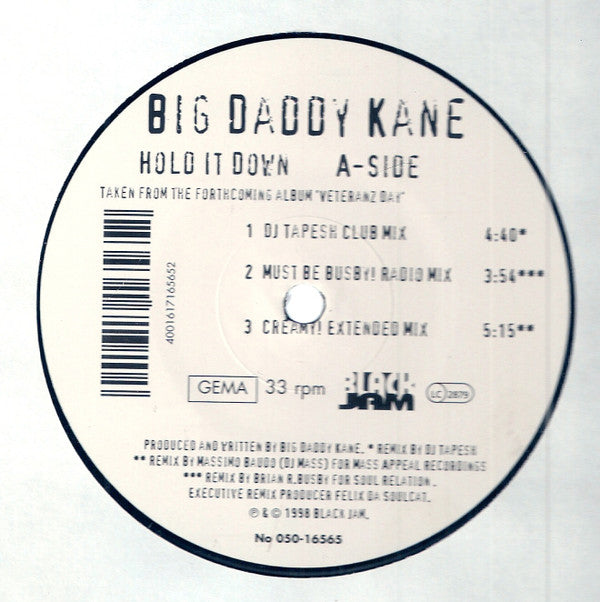 BIG DADDY KANE
HOLD IT DOWN A-SIDE
TAKEN FROM THE FORTHCOMING ALBUM "VETERANZ DAY"
1 DJ TAPESH CLUB MIX 4:40*
2 MUST BE BUSBY! RADIO MIX 3:54***
3 CREAMY! EXTENDED MIX 5:15**
4001617165652
GEMA 33 rpm BLACK JAM LC 2879
PRODUCED AND WRITTEN BY BIG DADDY KANE. * REMIX BY DJ TAPESH
** REMIX BY MASSIMO BAUDO (DJ MASS) FOR MASS APPEAL RECORDINGS
*** REMIX BY BRIAN R.BUSBY FOR SOUL RELATION.
EXECUTIVE REMIX PRODUCER FELIX DA SOULCAT.
℗ & © 1998 BLACK JAM.
No 050-16565